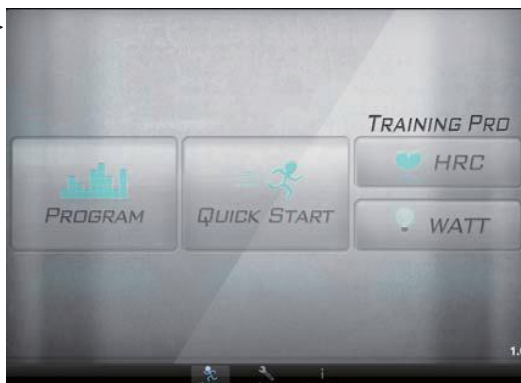 TRAINING PRO
HRC
PROGRAM
QUICK START
WATT
i